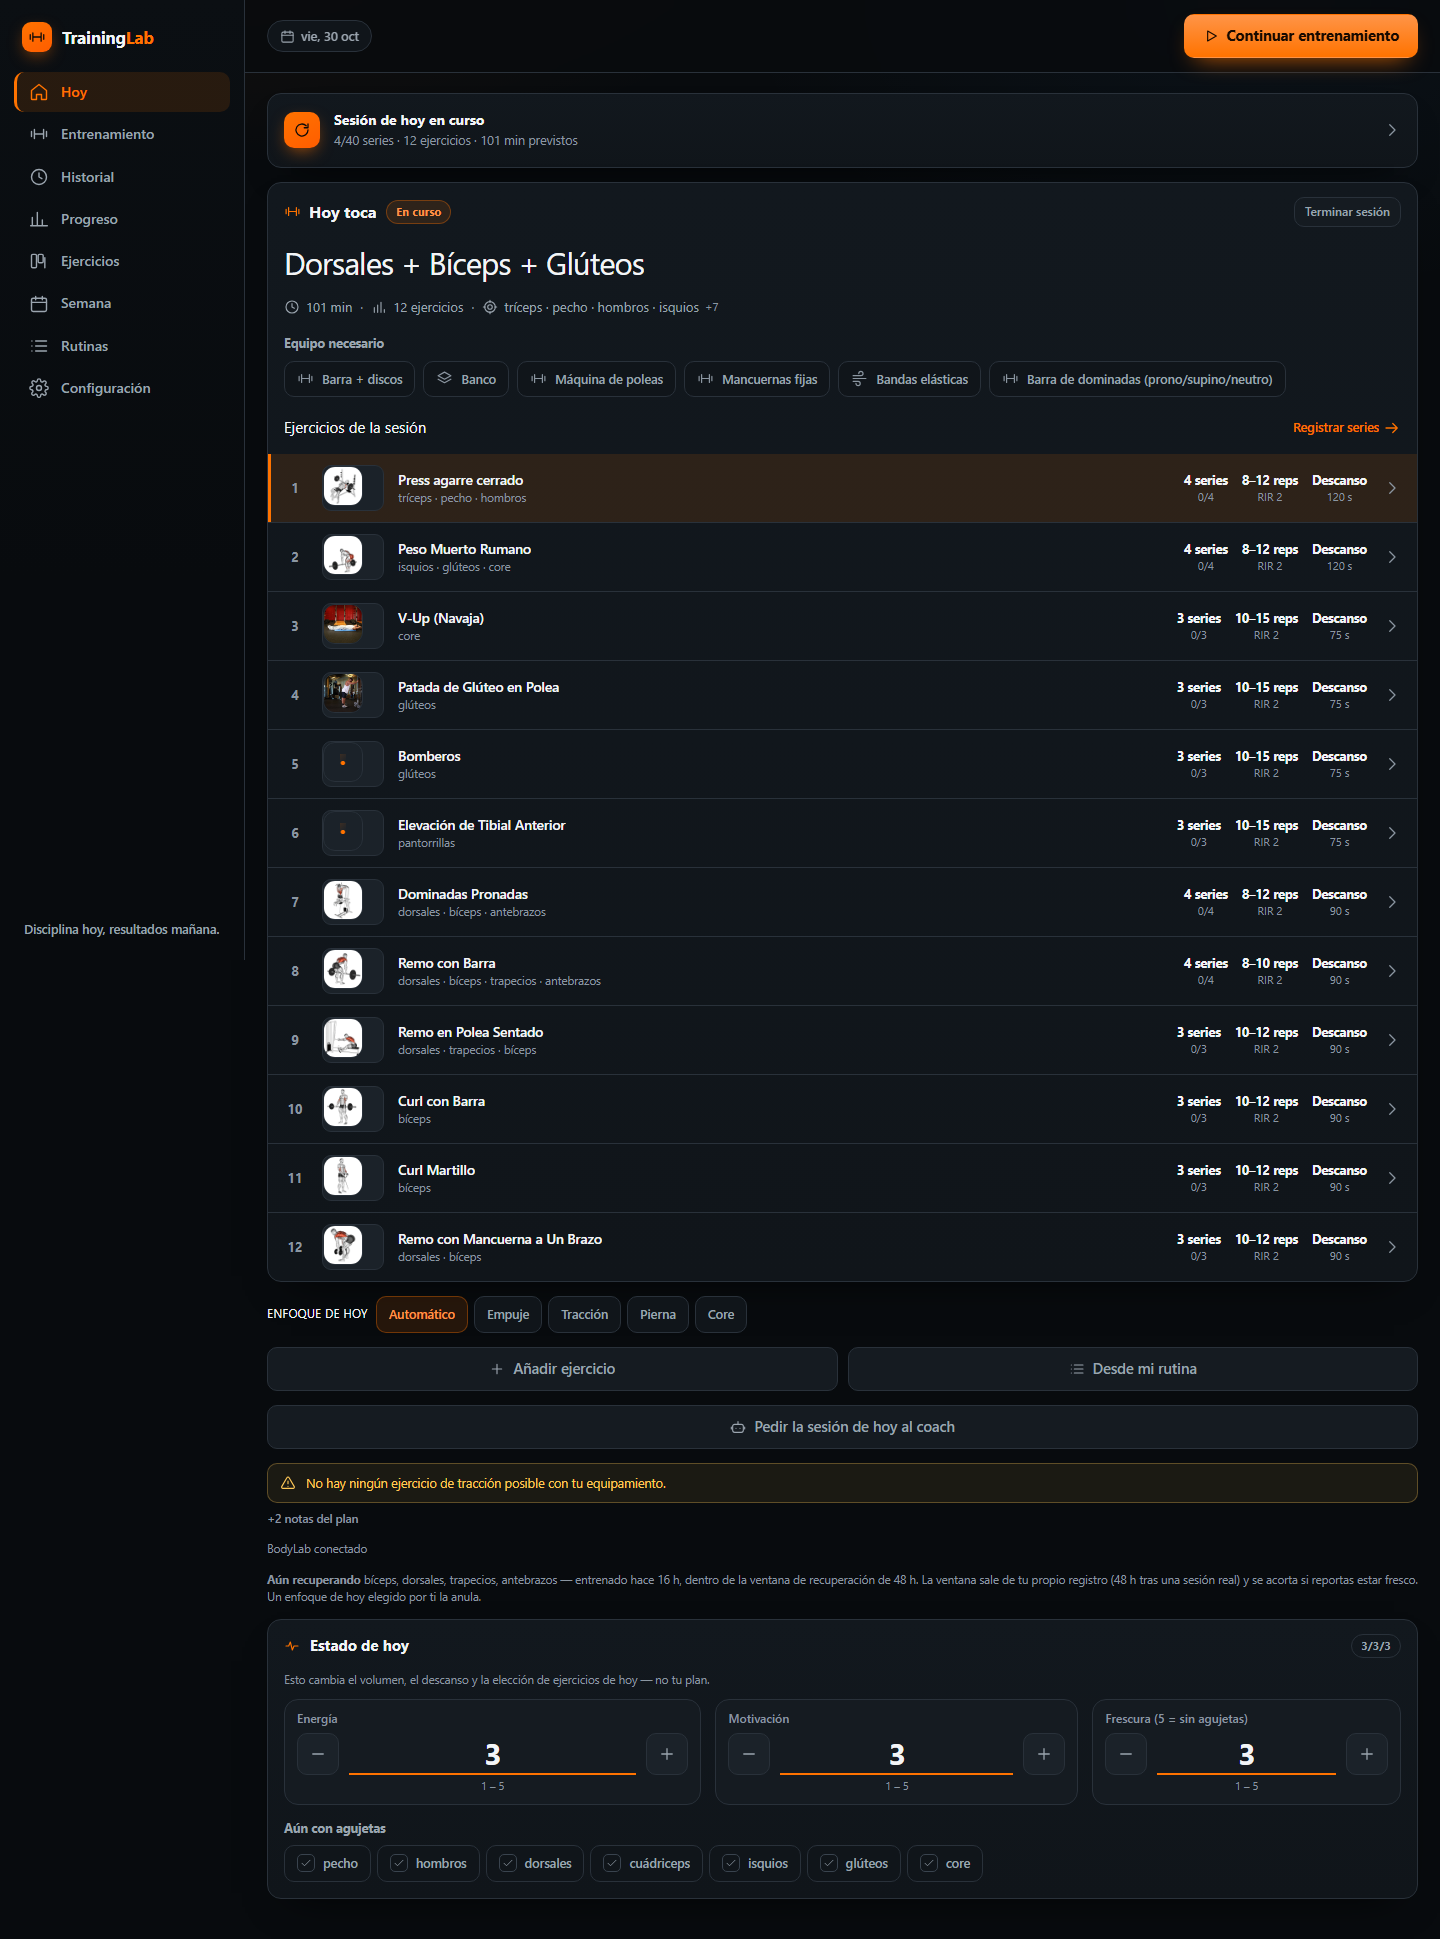 TrainingLab
vie, 30 oct
Continuar entrenamiento
Hoy
Entrenamiento
Historial
Progreso
Ejercicios
Semana
Rutinas
Configuración
Disciplina hoy, resultados mañana.
Sesión de hoy en curso
4/40 series · 12 ejercicios · 101 min previstos
Hoy toca
En curso
Terminar sesión
Dorsales + Bíceps + Glúteos
101 min · 12 ejercicios · tríceps · pecho · hombros · isquios +7
Equipo necesario
Barra + discos
Banco
Máquina de poleas
Mancuernas fijas
Bandas elásticas
Barra de dominadas (prono/supino/neutro)
Ejercicios de la sesión
Registrar series
1 Press agarre cerrado 4 series 8–12 reps Descanso
tríceps · pecho · hombros 0/4 RIR 2 120 s
2 Peso Muerto Rumano 4 series 8–12 reps Descanso
isquios · glúteos · core 0/4 RIR 2 120 s
3 V-Up (Navaja) 3 series 10–15 reps Descanso
core 0/3 RIR 2 75 s
4 Patada de Glúteo en Polea 3 series 10–15 reps Descanso
glúteos 0/3 RIR 2 75 s
5 Bomberos 3 series 10–15 reps Descanso
glúteos 0/3 RIR 2 75 s
6 Elevación de Tibial Anterior 3 series 10–15 reps Descanso
pantorrillas 0/3 RIR 2 75 s
7 Dominadas Pronadas 4 series 8–12 reps Descanso
dorsales · bíceps · antebrazos 0/4 RIR 2 90 s
8 Remo con Barra 4 series 8–10 reps Descanso
dorsales · bíceps · trapecios · antebrazos 0/4 RIR 2 90 s
9 Remo en Polea Sentado 3 series 10–12 reps Descanso
dorsales · trapecios · bíceps 0/3 RIR 2 90 s
10 Curl con Barra 3 series 10–12 reps Descanso
bíceps 0/3 RIR 2 90 s
11 Curl Martillo 3 series 10–12 reps Descanso
bíceps 0/3 RIR 2 90 s
12 Remo con Mancuerna a Un Brazo 3 series 10–12 reps Descanso
dorsales · bíceps 0/3 RIR 2 90 s
ENFOQUE DE HOY Automático Empuje Tracción Pierna Core
Añadir ejercicio
Desde mi rutina
Pedir la sesión de hoy al coach
No hay ningún ejercicio de tracción posible con tu equipamiento.
+2 notas del plan
BodyLab conectado
Aún recuperando bíceps, dorsales, trapecios, antebrazos — entrenado hace 16 h, dentro de la ventana de recuperación de 48 h. La ventana sale de tu propio registro (48 h tras una sesión real) y se acorta si reportas estar fresco.
Un enfoque de hoy elegido por ti la anula.
Estado de hoy
3/3/3
Esto cambia el volumen, el descanso y la elección de ejercicios de hoy — no tu plan.
Energía
3
1 – 5
Motivación
3
1 – 5
Frescura (5 = sin agujetas)
3
1 – 5
Aún con agujetas
pecho
hombros
dorsales
cuádriceps
isquios
glúteos
core